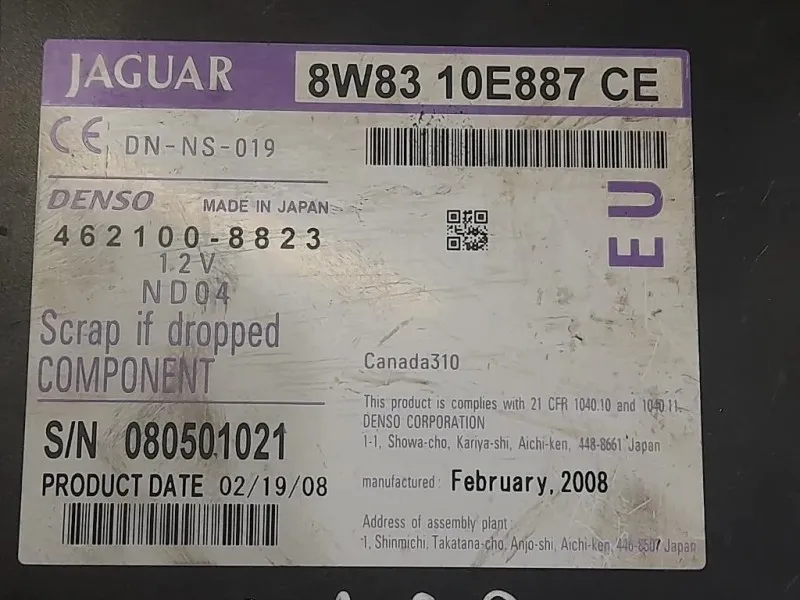 JAGUAR 8W83 10E887 CE
CE DN-NS-019
DENSO MADE IN JAPAN
462100-8823
12V
ND04
EU
Scrap if dropped
COMPONENT
S/N 080501021
PRODUCT DATE 02/19/08
Canada310
This product is complies with 21 CFR 1040.10 and 1040.11.
DENSO CORPORATION
1-1, Showa-cho, Kariya-shi, Aichi-ken, 448-8661 Japan
manufactured: February, 2008
Address of assembly plant:
1, Shinmichi, Takatana-cho, Anjo-shi, Aichi-ken, 446-8507 Japan